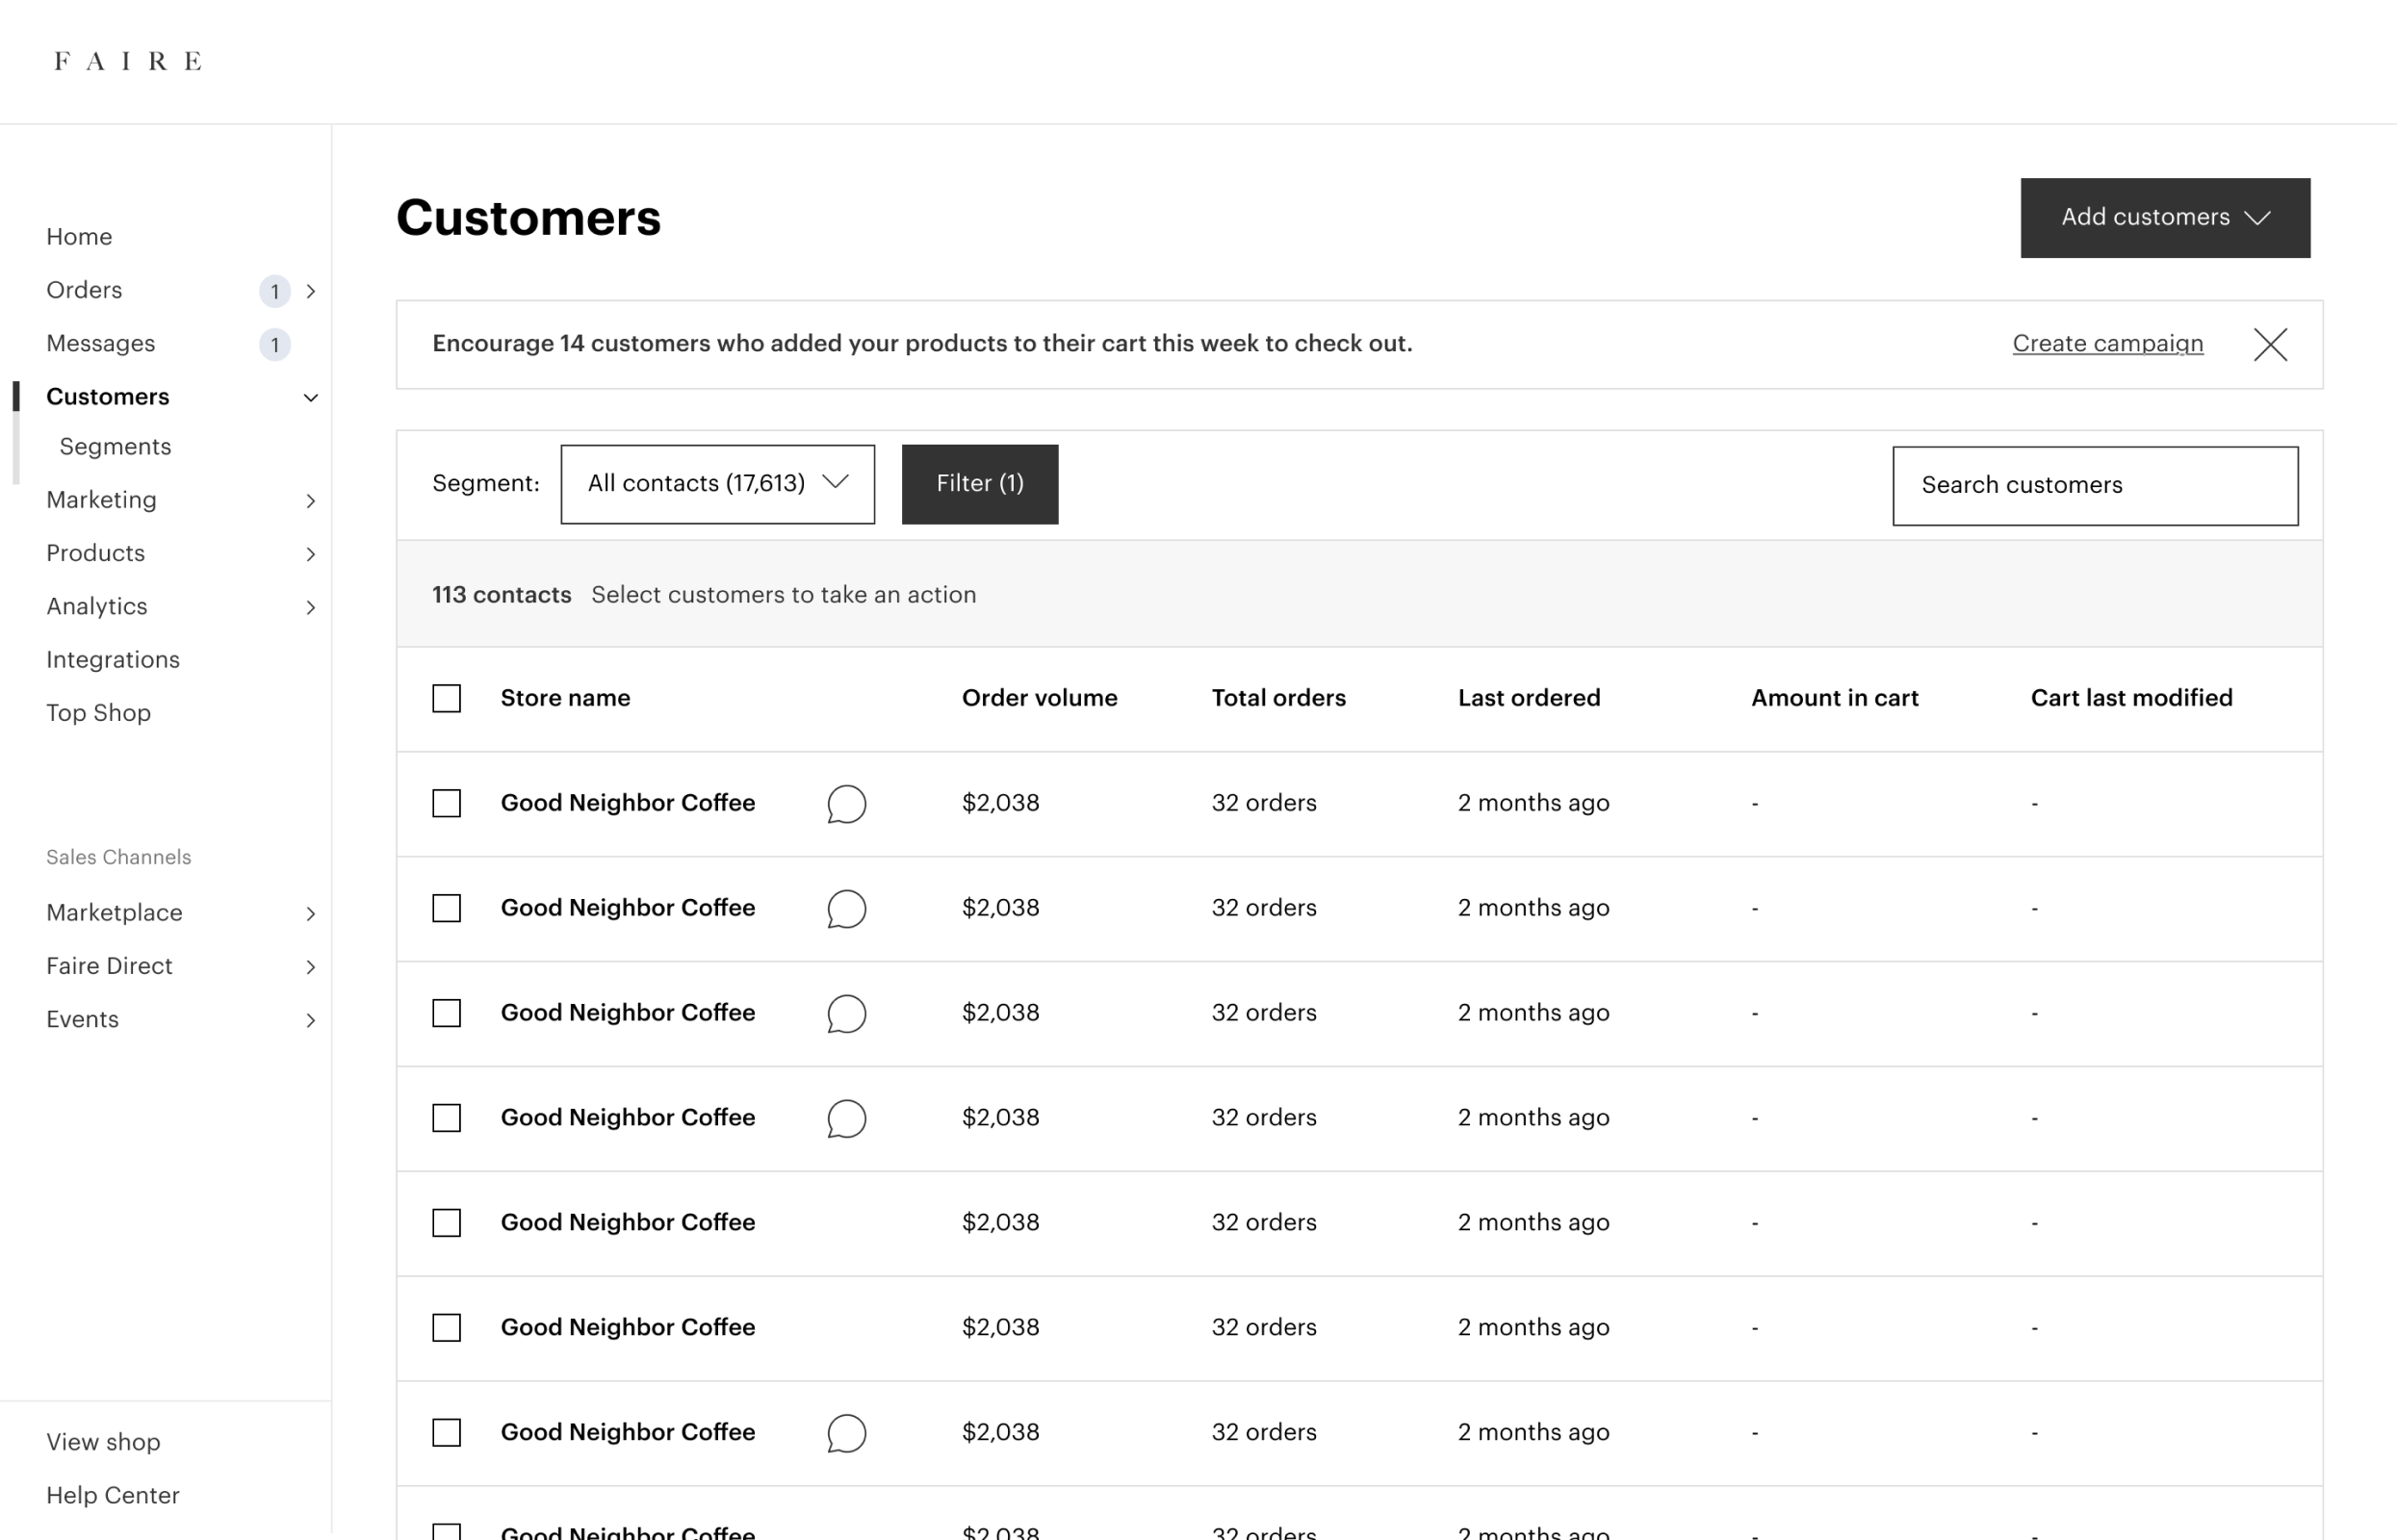 F A I R E
Home
Orders 1
Messages 1
Customers
Segments
Marketing
Products
Analytics
Integrations
Top Shop
Sales Channels
Marketplace
Faire Direct
Events
View shop
Help Center
Customers
Add customers
Encourage 14 customers who added your products to their cart this week to check out. Create campaign
Segment: All contacts (17,613) Filter (1) Search customers
113 contacts Select customers to take an action
Store name Order volume Total orders Last ordered Amount in cart Cart last modified
Good Neighbor Coffee $2,038 32 orders 2 months ago - -
Good Neighbor Coffee $2,038 32 orders 2 months ago - -
Good Neighbor Coffee $2,038 32 orders 2 months ago - -
Good Neighbor Coffee $2,038 32 orders 2 months ago - -
Good Neighbor Coffee $2,038 32 orders 2 months ago - -
Good Neighbor Coffee $2,038 32 orders 2 months ago - -
Good Neighbor Coffee $2,038 32 orders 2 months ago - -
Good Neighbor Coffee $2,038 32 orders 2 months ago - -